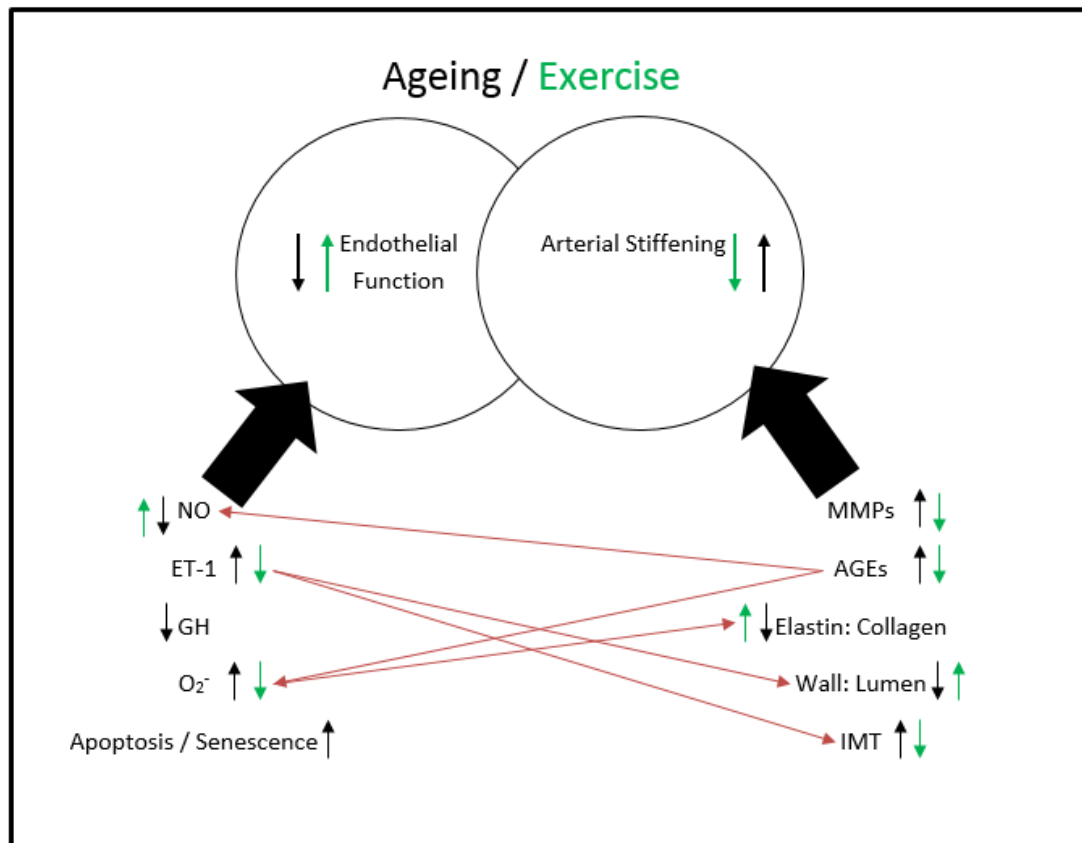 Ageing / Exercise
Endothelial
Function
Arterial Stiffening
NO
ET-1
GH
O₂⁻
Apoptosis / Senescence
MMPs
AGEs
Elastin: Collagen
Wall: Lumen
IMT